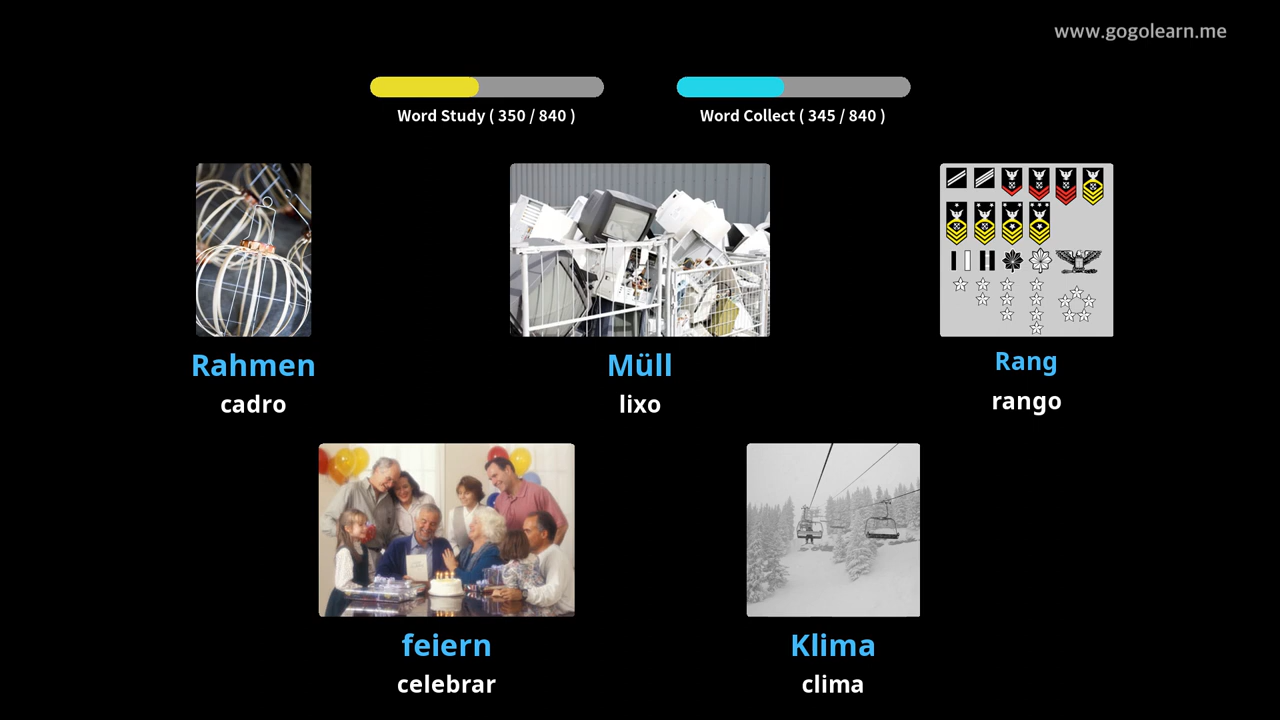 www.gogolearn.me
Word Study ( 350 / 840 )
Word Collect ( 345 / 840 )
Rahmen
cadro
Müll
lixo
Rang
rango
feiern
celebrar
Klima
clima